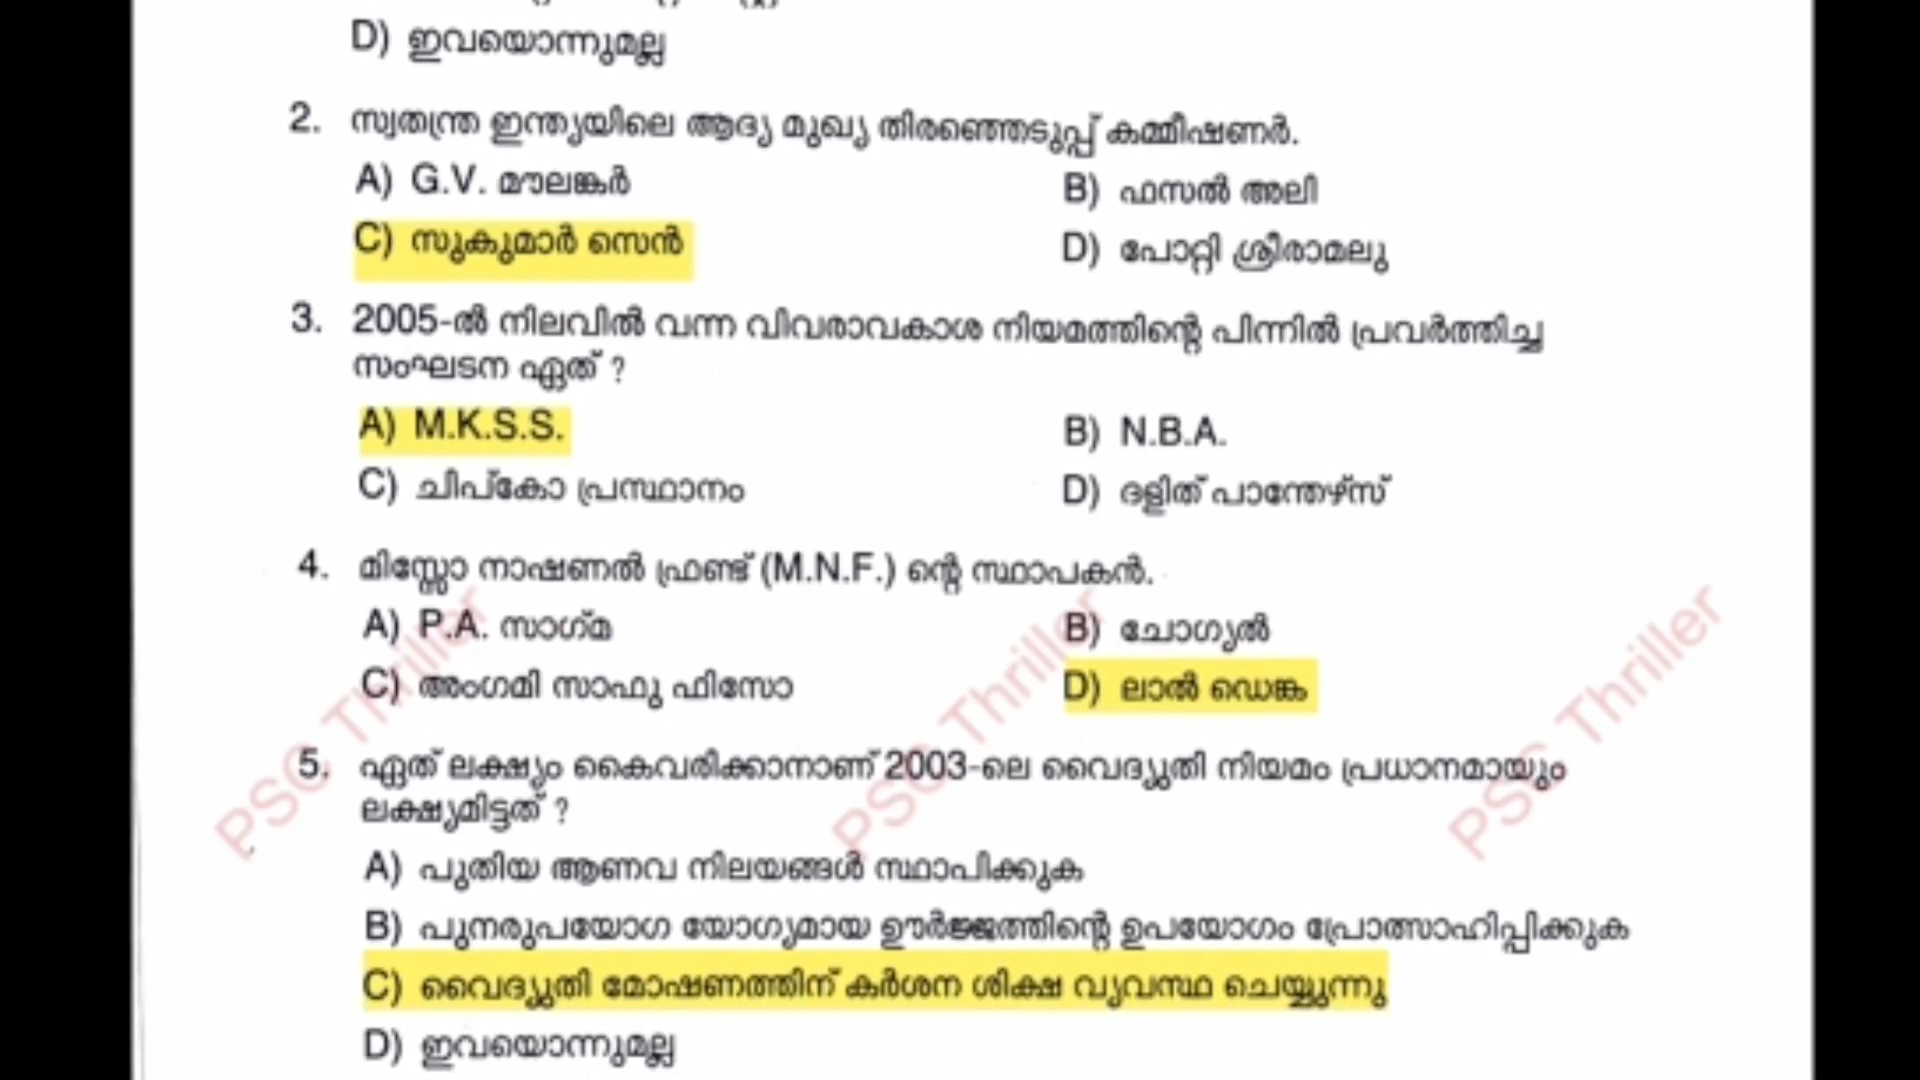 D) ഇവയൊന്നുമല്ല
2. സ്വതന്ത്ര ഇന്ത്യയിലെ ആദ്യ മുഖ്യ തിരഞ്ഞെടുപ്പ് കമ്മീഷണർ.
A) G.V. മൗലങ്കർ B) ഫസൽ അലി
C) സുകുമാർ സെൻ D) പോറ്റി ശ്രീരാമലു
3. 2005-ൽ നിലവിൽ വന്ന വിവരാവകാശ നിയമത്തിന്റെ പിന്നിൽ പ്രവർത്തിച്ച
സംഘടന ഏത് ?
A) M.K.S.S. B) N.B.A.
C) ചിപ്കോ പ്രസ്ഥാനം D) ദളിത് പാന്തേഴ്സ്
4. മിസ്സോ നാഷണൽ ഫ്രണ്ട് (M.N.F.) ന്റെ സ്ഥാപകൻ.
A) P.A. സാഗ്മ B) ചോഗ്യൽ
C) അംഗമി സാഫു ഫിസോ D) ലാൽ ഡെങ്ക
5. ഏത് ലക്ഷ്യം കൈവരിക്കാനാണ് 2003-ലെ വൈദ്യുതി നിയമം പ്രധാനമായും
ലക്ഷ്യമിട്ടത് ?
A) പുതിയ ആണവ നിലയങ്ങൾ സ്ഥാപിക്കുക
B) പുനരുപയോഗ യോഗ്യമായ ഊർജ്ജത്തിന്റെ ഉപയോഗം പ്രോത്സാഹിപ്പിക്കുക
C) വൈദ്യുതി മോഷണത്തിന് കർശന ശിക്ഷ വ്യവസ്ഥ ചെയ്യുന്നു
D) ഇവയൊന്നുമല്ല
PSC Thriller
PSC Thriller
PSC Thriller